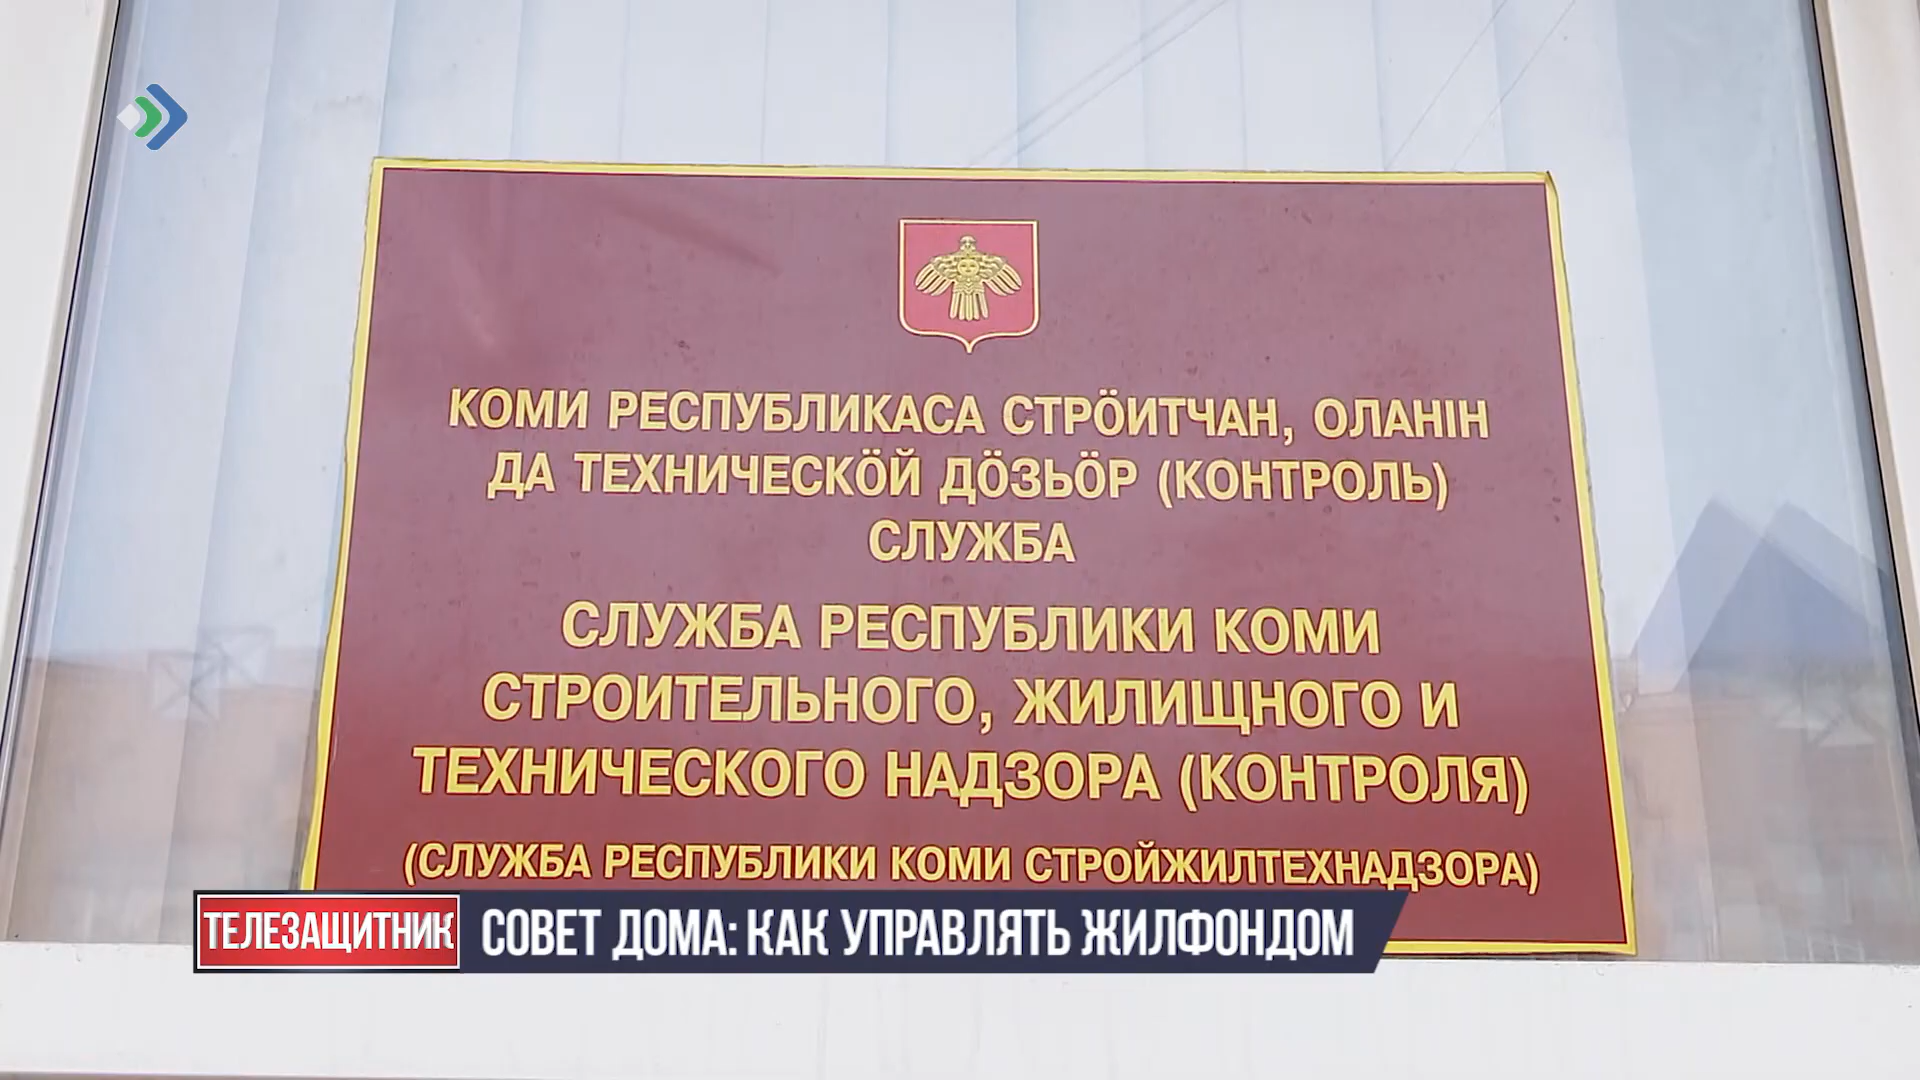 КОМИ РЕСПУБЛИКАСА СТРӦИТЧАН, ОЛАНІН
ДА ТЕХНИЧЕСКӦЙ ДӦЗЬӦР (КОНТРОЛЬ)
СЛУЖБА
СЛУЖБА РЕСПУБЛИКИ КОМИ
СТРОИТЕЛЬНОГО, ЖИЛИЩНОГО И
ТЕХНИЧЕСКОГО НАДЗОРА (КОНТРОЛЯ)
(СЛУЖБА РЕСПУБЛИКИ КОМИ СТРОЙЖИЛТЕХНАДЗОРА)
ТЕЛЕЗАЩИТНИК СОВЕТ ДОМА: КАК УПРАВЛЯТЬ ЖИЛФОНДОМ